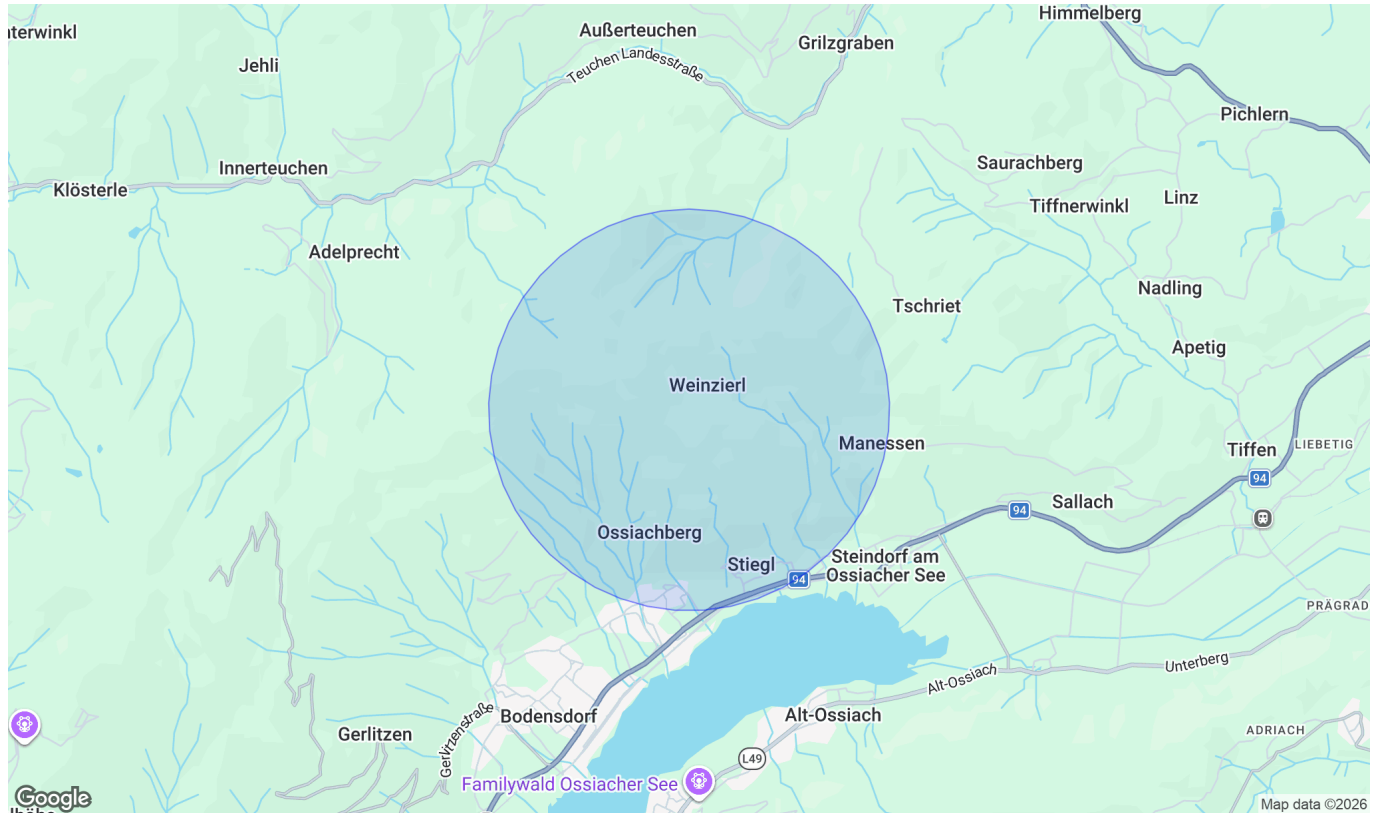 Himmelberg
Außerteuchen
nterwinkl
Grilzgraben
Jehli
Teuchen Landesstraße
Pichlern
Saurachberg
Innerteuchen
Klösterle
Linz
Tiffnerwinkl
Adelprecht
Nadling
Tschriet
Apetig
Weinzierl
Manessen
LIEBETIG
Tiffen
94
Sallach
94
Ossiachberg
Steindorf am
Ossiacher See
Stiegl
94
PRÄGRAD
Unterberg
Alt-Ossiach
Gerlitzenstraße
Bodensdorf
Alt-Ossiach
Gerlitzen
ADRIACH
L49
Familywald Ossiacher See
Google
Map data ©2026